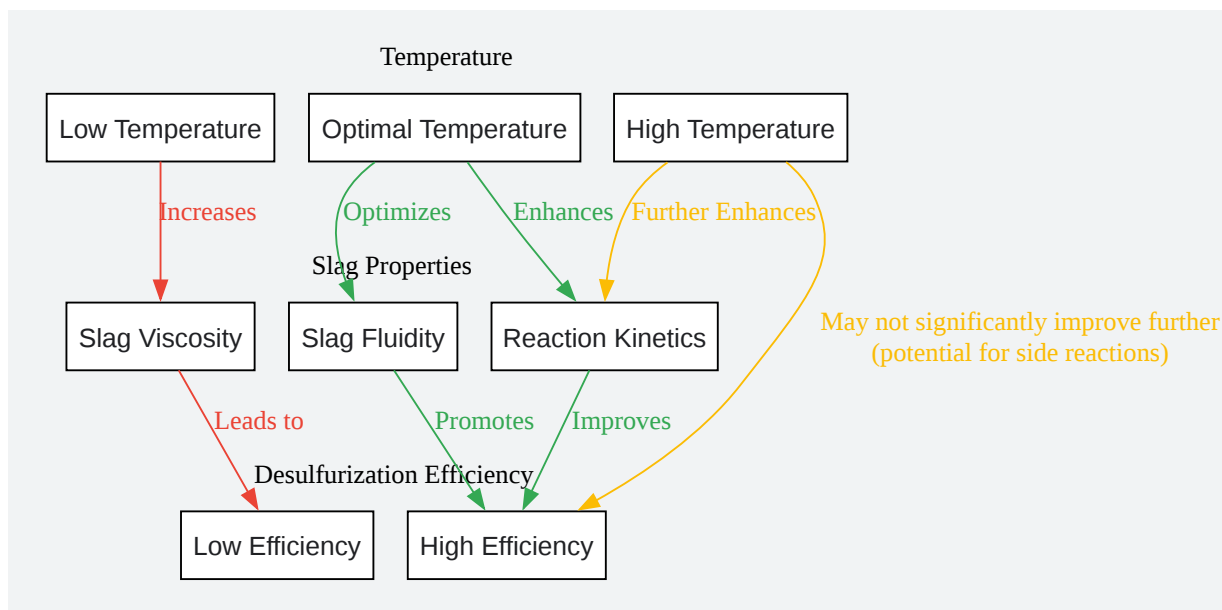 Temperature
Low Temperature
Optimal Temperature
High Temperature
Increases
Optimizes
Enhances
Further Enhances
Slag Properties
Slag Viscosity
Slag Fluidity
Reaction Kinetics
May not significantly improve further
(potential for side reactions)
Leads to
Promotes
Improves
Desulfurization Efficiency
Low Efficiency
High Efficiency